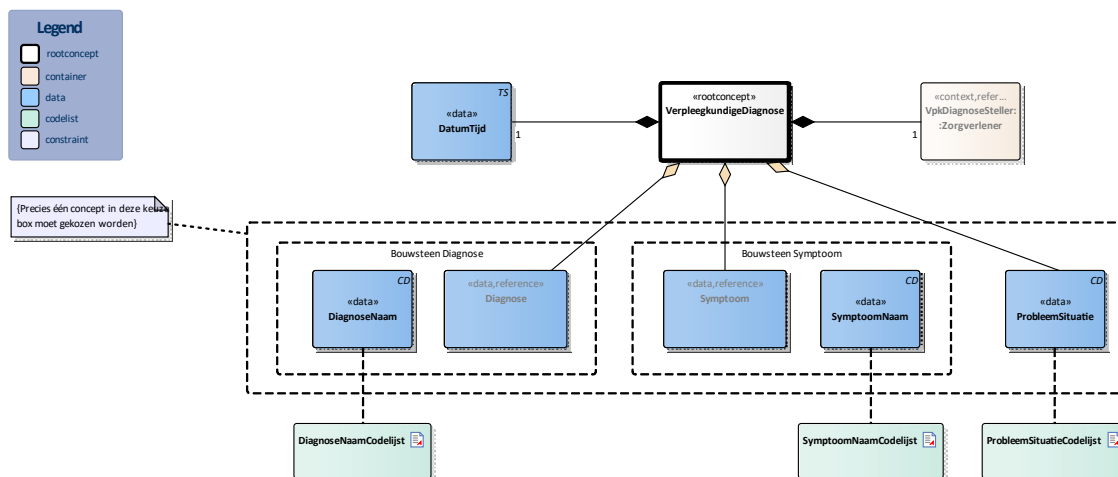 Legend
rootconcept
container
data
codelist
constraint
TS
«data»
DatumTijd
1
«rootconcept»
VerpleegkundigeDiagnose
1
«context,refer...
VpkDiagnoseSteller:
:Zorgverlener
{Precies één concept in deze keuze
box moet gekozen worden}
Bouwsteen Diagnose
Bouwsteen Symptoom
CD
«data»
DiagnoseNaam
«data,reference»
Diagnose
«data,reference»
Symptoom
CD
«data»
SymptoomNaam
CD
«data»
ProbleemSituatie
DiagnoseNaamCodelijst
SymptoomNaamCodelijst
ProbleemSituatieCodelijst